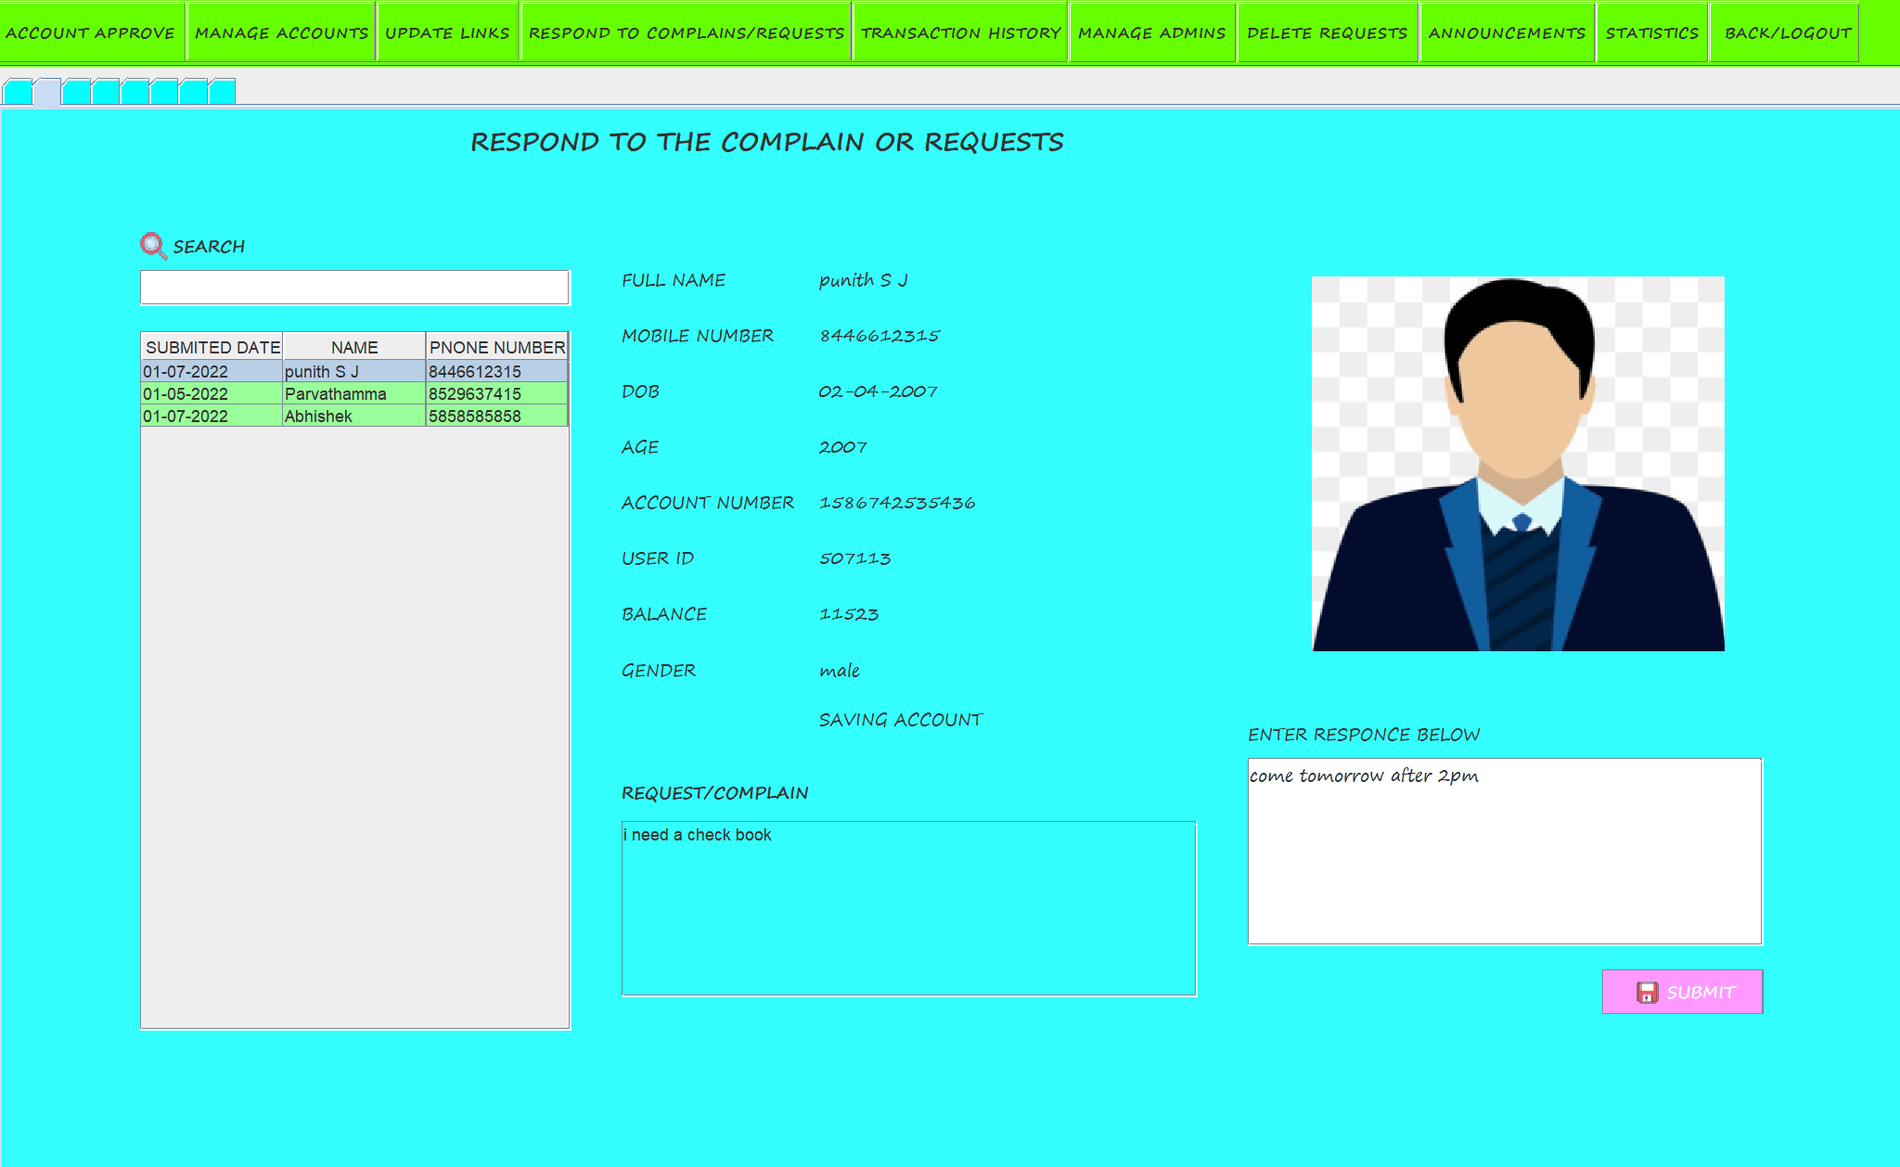 ACCOUNT APPROVE MANAGE ACCOUNTS UPDATE LINKS RESPOND TO COMPLAINS/REQUESTS TRANSACTION HISTORY MANAGE ADMINS DELETE REQUESTS ANNOUNCEMENTS STATISTICS BACK/LOGOUT
RESPOND TO THE COMPLAIN OR REQUESTS
SEARCH
SUBMITED DATE NAME PNONE NUMBER
01-07-2022 punith S J 8446612315
01-05-2022 Parvathamma 8529637415
01-07-2022 Abhishek 5858585858
FULL NAME punith S J
MOBILE NUMBER 8446612315
DOB 02-04-2007
AGE 2007
ACCOUNT NUMBER 1586742535436
USER ID 507113
BALANCE 11523
GENDER male
SAVING ACCOUNT
REQUEST/COMPLAIN
i need a check book
ENTER RESPONCE BELOW
come tomorrow after 2pm
SUBMIT